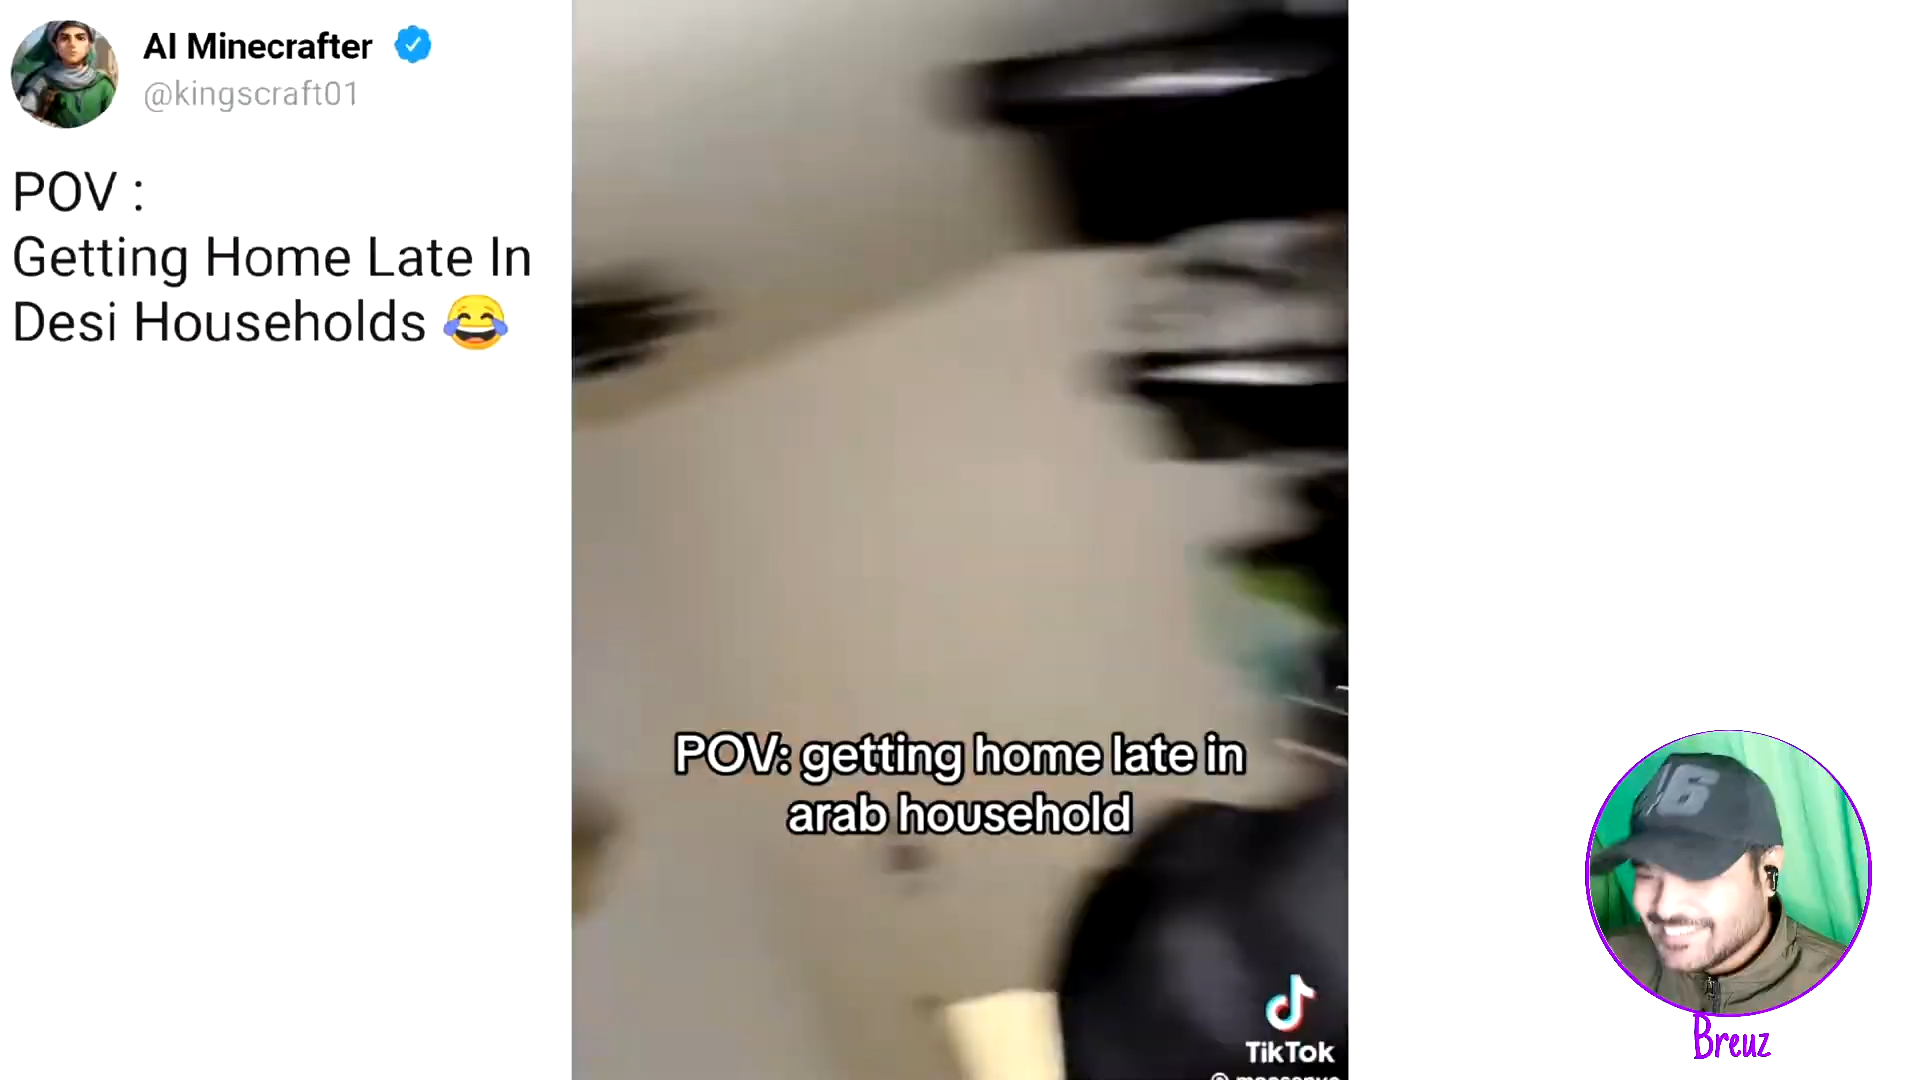 AI Minecrafter
@kingscraft01
POV :
Getting Home Late In
Desi Households 😂
POV: getting home late in
arab household
TikTok
Breuz